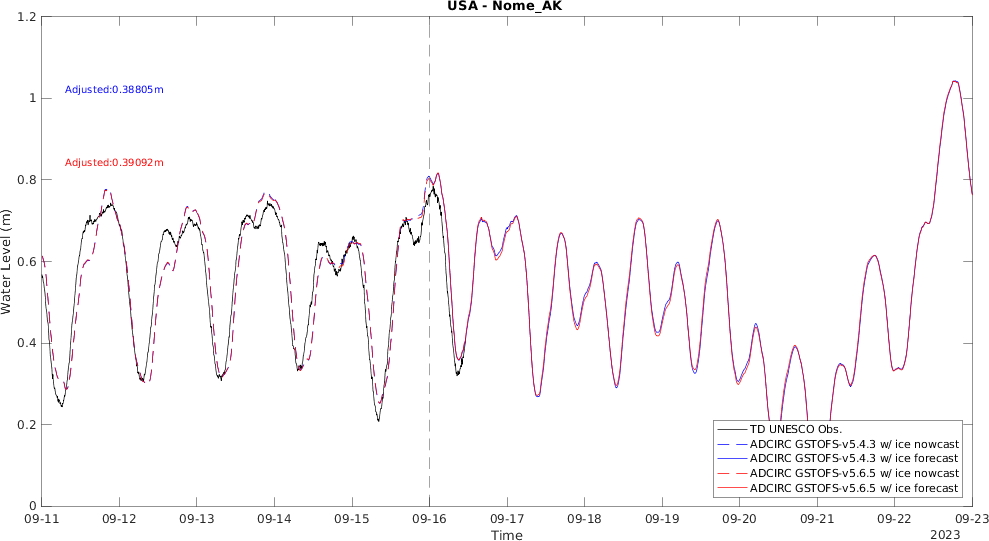 USA - Nome_AK
1.2
1
0.8
0.6
0.4
0.2
0
Water Level (m)
Adjusted:0.38805m
Adjusted:0.39092m
TD UNESCO Obs.
ADCIRC GSTOFS-v5.4.3 w/ ice nowcast
ADCIRC GSTOFS-v5.4.3 w/ ice forecast
ADCIRC GSTOFS-v5.6.5 w/ ice nowcast
ADCIRC GSTOFS-v5.6.5 w/ ice forecast
09-11 09-12 09-13 09-14 09-15 09-16 09-17 09-18 09-19 09-20 09-21 09-22 09-23
Time
2023